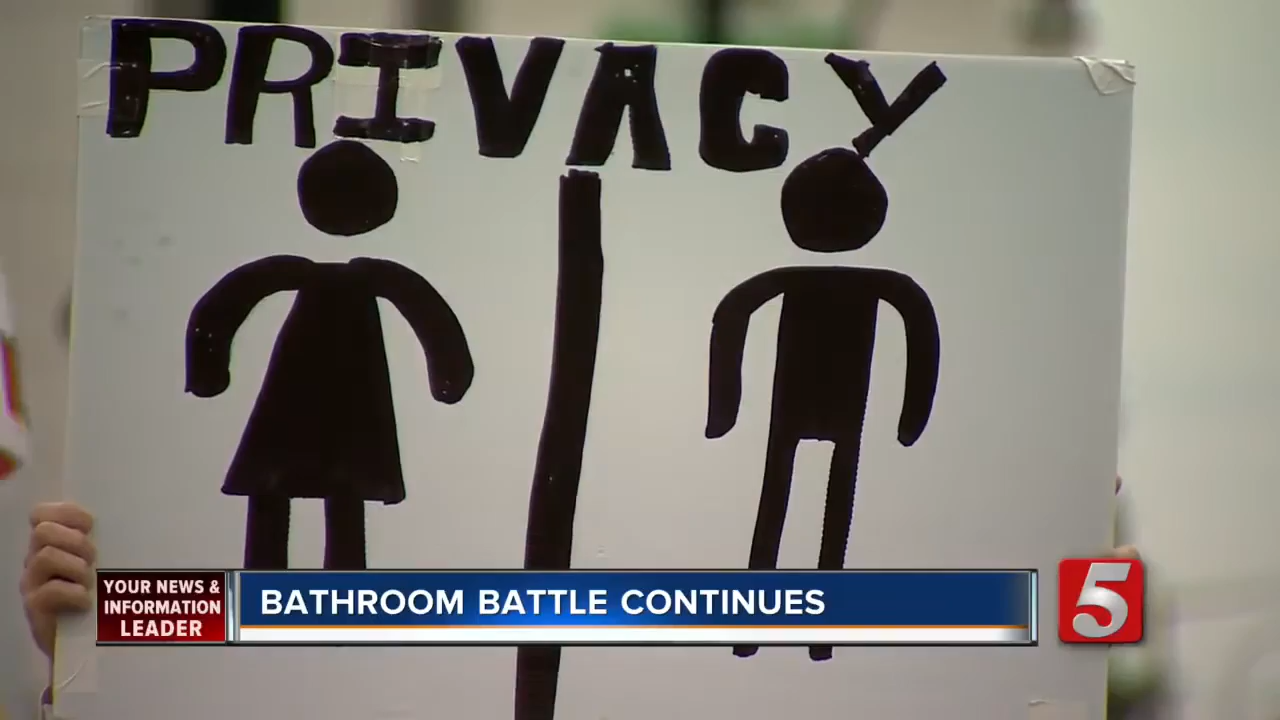 PRIVACY
YOUR NEWS &
INFORMATION
LEADER
BATHROOM BATTLE CONTINUES
5